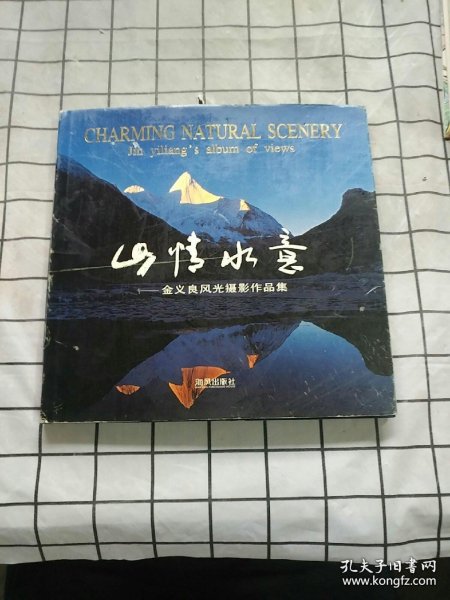 CHARMING NATURAL SCENERY
Jin yiliang's album of views
山情水意
——金义良风光摄影作品集
海风出版社
孔夫子旧书网
www.kongfz.com